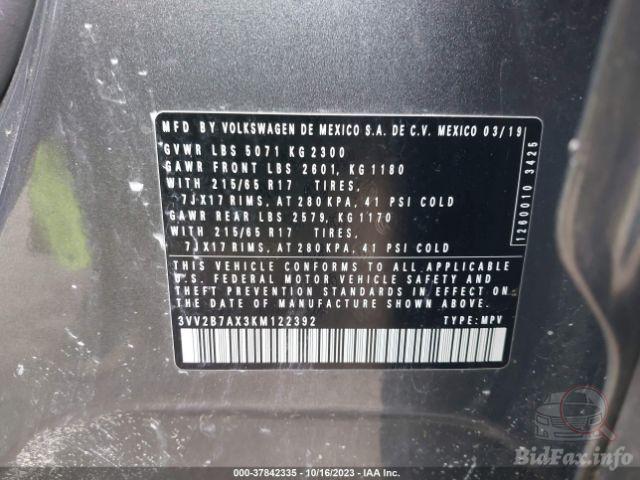 MFD BY VOLKSWAGEN DE MEXICO S.A. DE C.V. MEXICO 03/19
GVWR LBS 5071 KG 2300
GAWR FRONT LBS 2601, KG 1180
WITH 215/65 R17 TIRES,
7JX17 RIMS, AT 280 KPA, 41 PSI COLD
GAWR REAR LBS 2579, KG 1170
WITH 215/65 R17 TIRES,
7JX17 RIMS, AT 280 KPA, 41 PSI COLD
1260010 3425
THIS VEHICLE CONFORMS TO ALL APPLICABLE
U.S. FEDERAL MOTOR VEHICLE SAFETY AND
THEFT PREVENTION STANDARDS IN EFFECT ON
THE DATE OF MANUFACTURE SHOWN ABOVE.
3VV2B7AX3KM122392 TYPE: MPV
000-37842335 - 10/16/2023 - IAA Inc.
BidFax.info